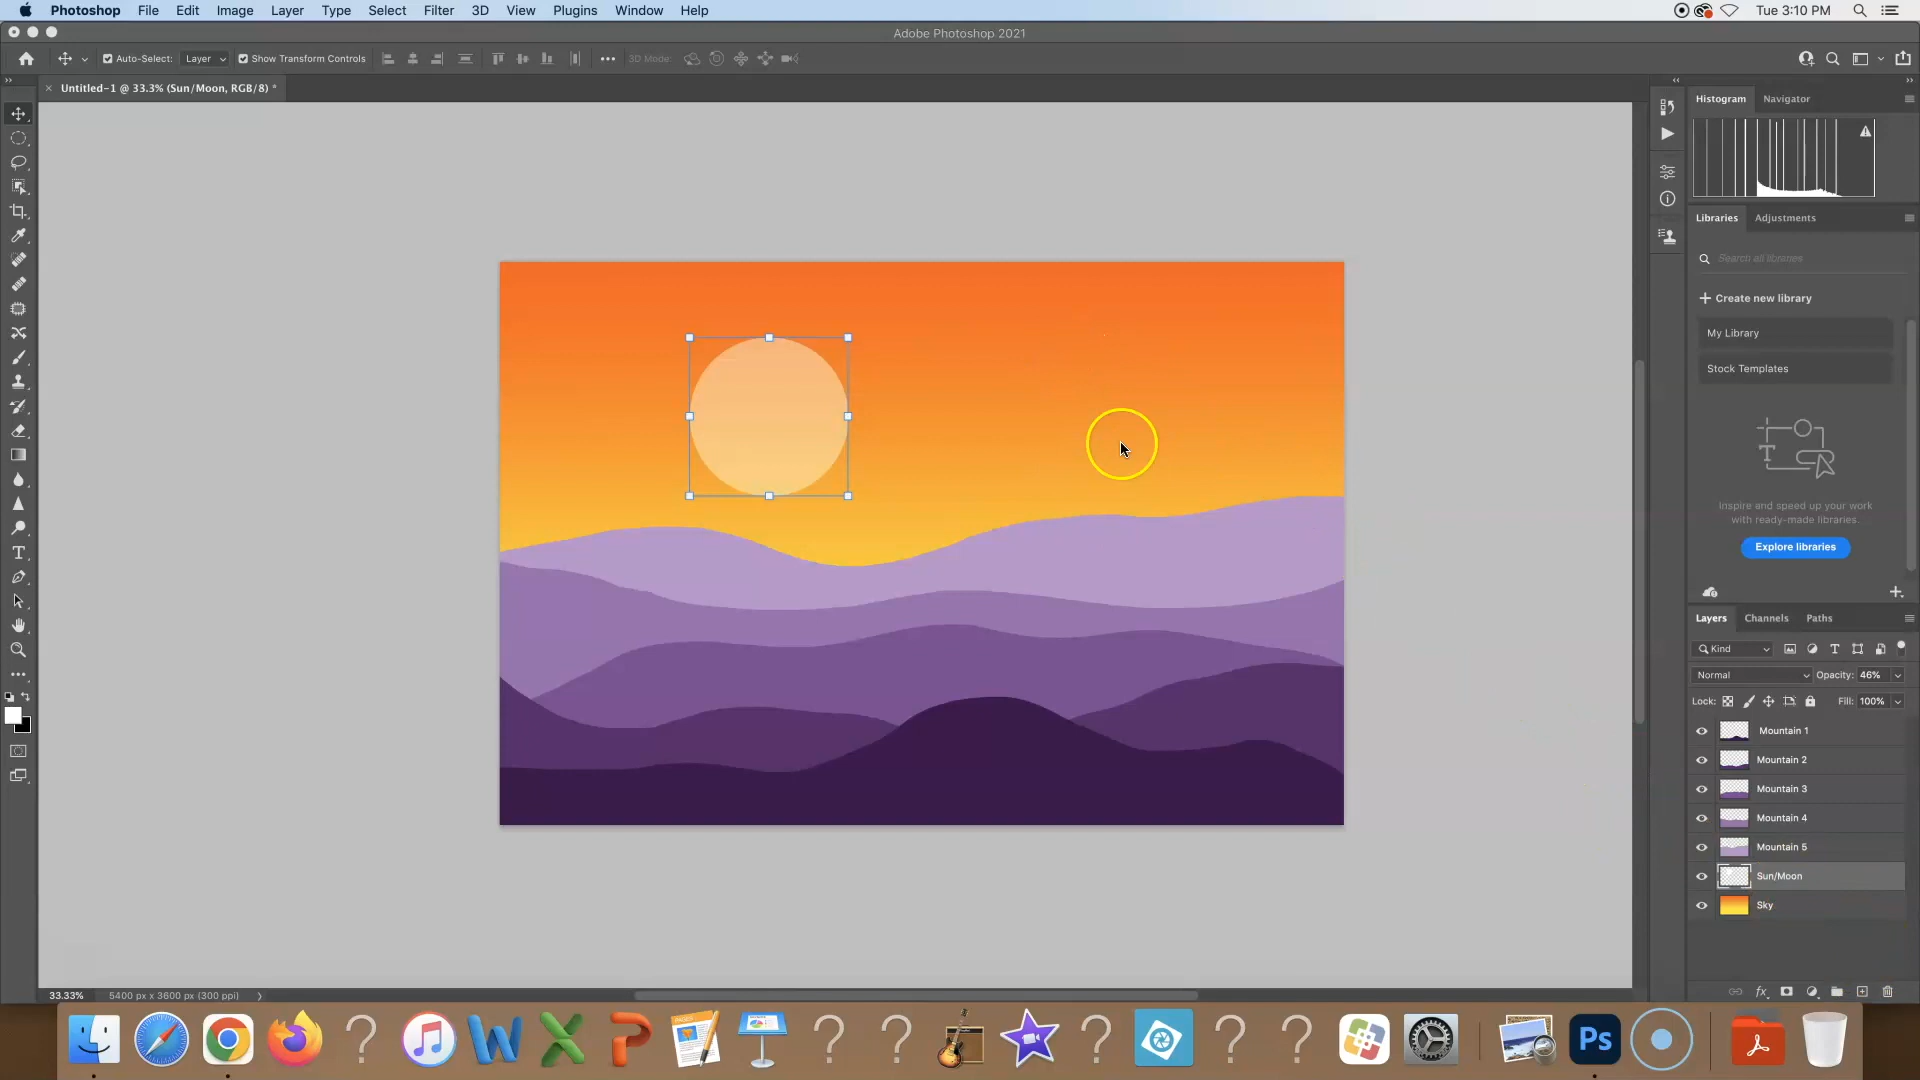 Photoshop File Edit Image Layer Type Select Filter 3D View Plugins Window Help Tue 3:10 PM
Adobe Photoshop 2021
Auto-Select: Layer Show Transform Controls 3D Mode:
Untitled-1 @ 33.3% (Sun/Moon, RGB/8) *
Histogram Navigator
Libraries Adjustments
Search all libraries
Create new library
My Library
Stock Templates
Inspire and speed up your work
with ready-made libraries.
Explore libraries
Layers Channels Paths
Kind
Normal Opacity: 46%
Lock: Fill: 100%
Mountain 1
Mountain 2
Mountain 3
Mountain 4
Mountain 5
Sun/Moon
Sky
fx
33.33% 5400 px x 3600 px (300 ppi)
PAGES
Ps